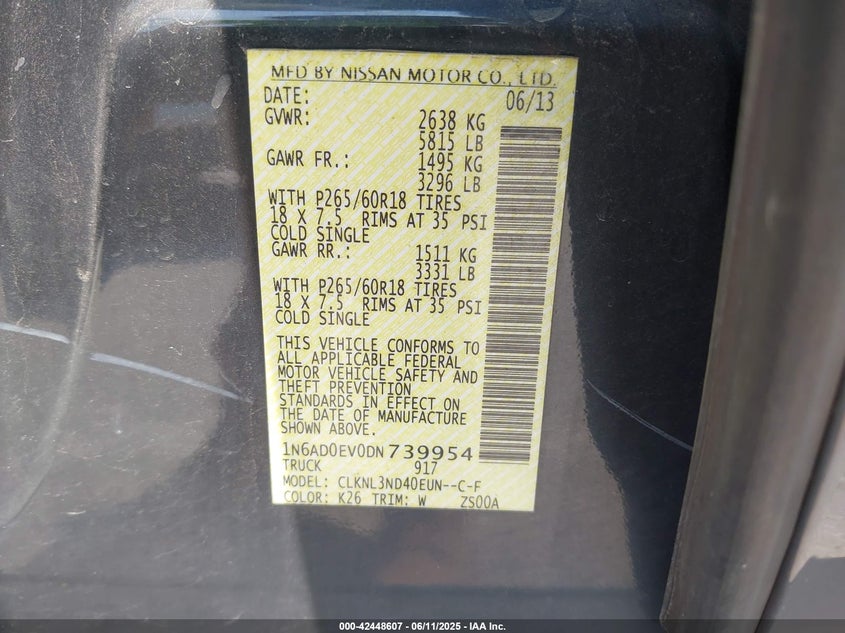 MFD BY NISSAN MOTOR CO., LTD.
DATE: 06/13
GVWR: 2638 KG
5815 LB
GAWR FR.: 1495 KG
3296 LB
WITH P265/60R18 TIRES
18 X 7.5 RIMS AT 35 PSI
COLD SINGLE
GAWR RR.: 1511 KG
3331 LB
WITH P265/60R18 TIRES
18 X 7.5 RIMS AT 35 PSI
COLD SINGLE
THIS VEHICLE CONFORMS TO
ALL APPLICABLE FEDERAL
MOTOR VEHICLE SAFETY AND
THEFT PREVENTION
STANDARDS IN EFFECT ON
THE DATE OF MANUFACTURE
SHOWN ABOVE.
1N6AD0EV0DN739954
TRUCK 917
MODEL: CLKNL3ND40EUN--C-F
COLOR: K26 TRIM: W ZS00A
000-42448607 - 06/11/2025 - IAA Inc.